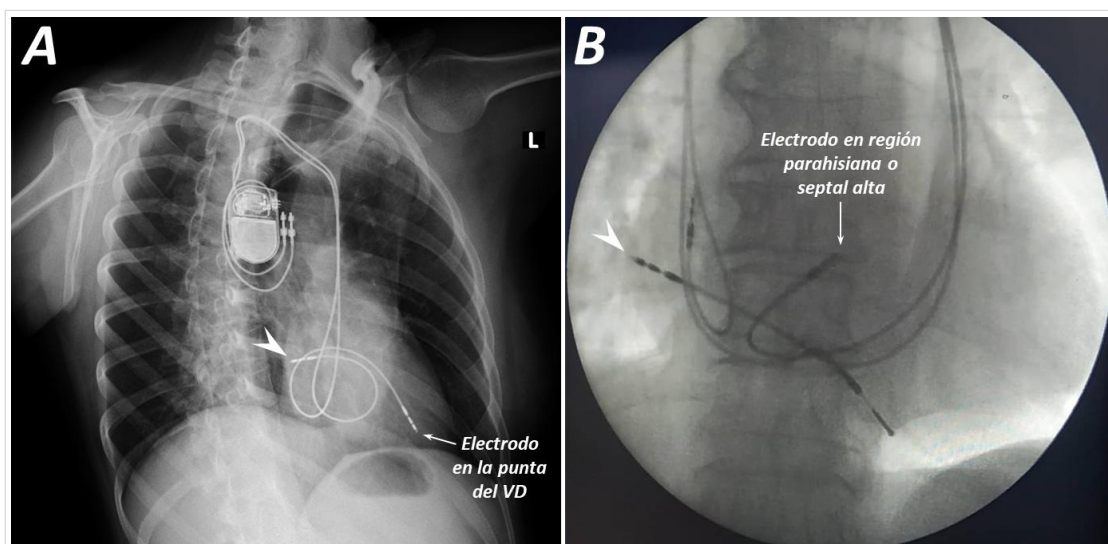 A
B
L
Electrodo en región
parahisiana o
septal alta
Electrodo
en la punta
del VD